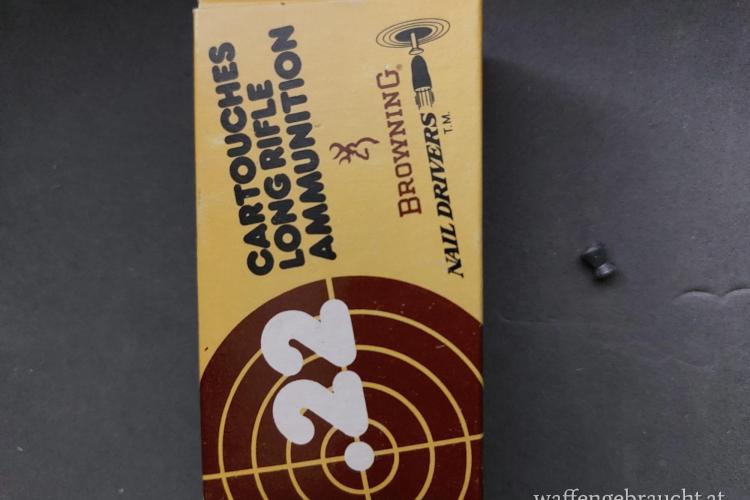 CARTOUCHES
LONG RIFLE
AMMUNITION
BROWNING®
NAIL DRIVERS T.M.
.22
waffengebraucht.at